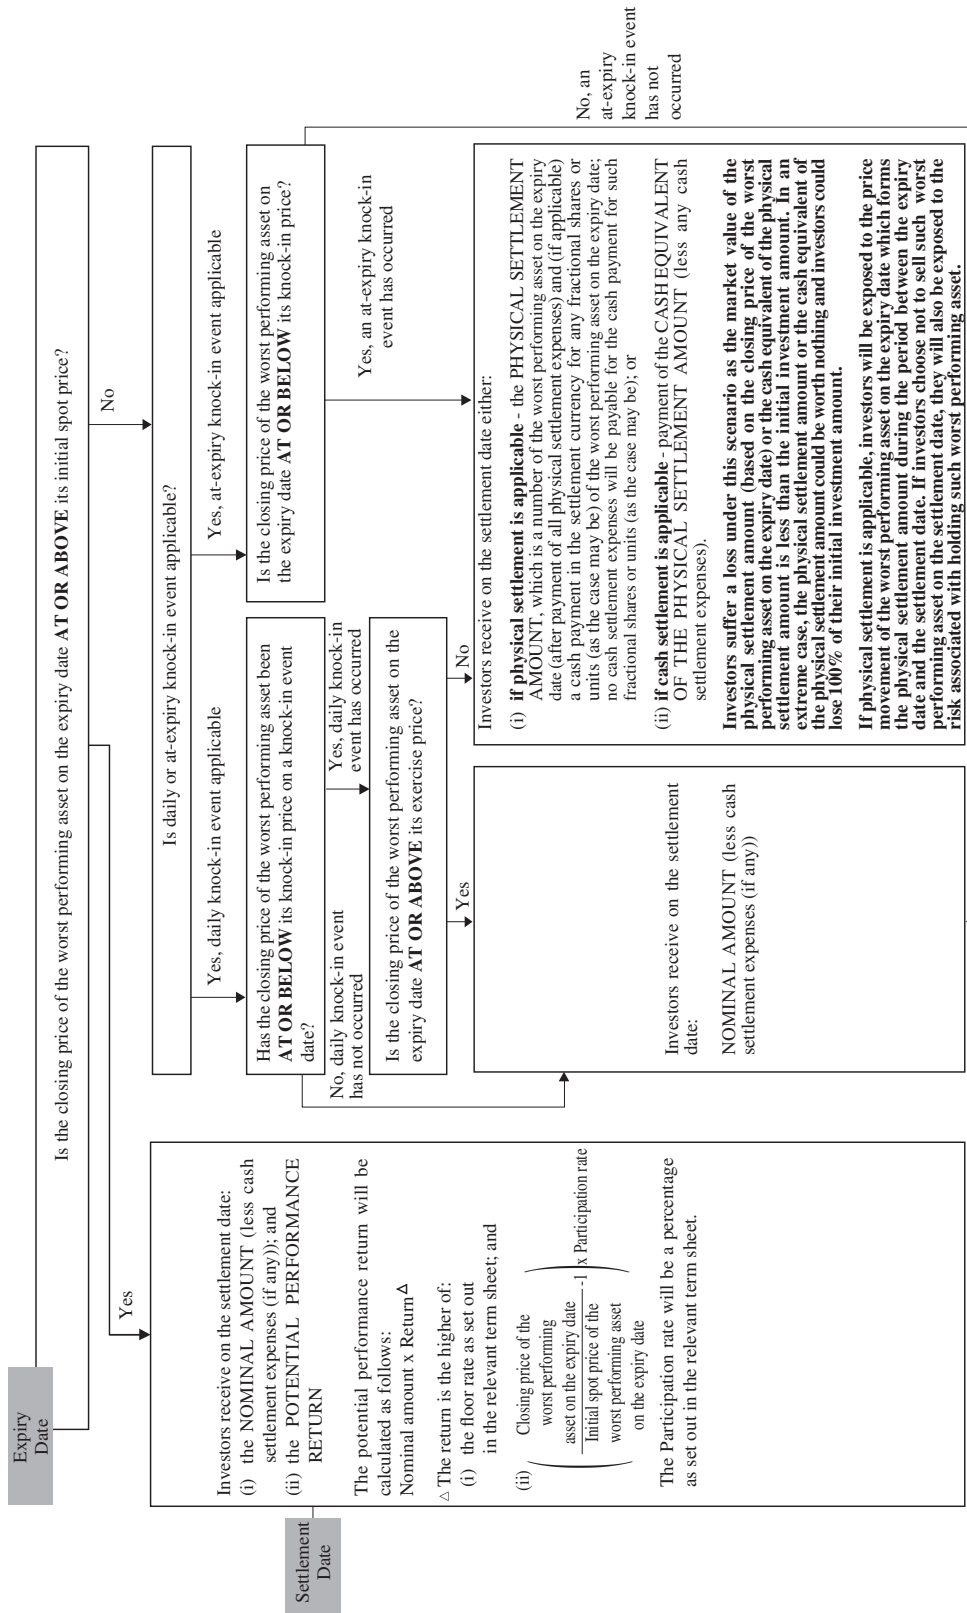 Expiry
Date
Is the closing price of the worst performing asset on the expiry date AT OR ABOVE its initial spot price?
Yes
No
Is daily or at-expiry knock-in event applicable?
Yes, daily knock-in event applicable
Yes, at-expiry knock-in event applicable
Has the closing price of the worst performing asset been
AT OR BELOW its knock-in price on a knock-in event
date?
Is the closing price of the worst performing asset on
the expiry date AT OR BELOW its knock-in price?
No, daily knock-in event
has not occurred
Yes, daily knock-in
event has occurred
Yes, an at-expiry knock-in
event has occurred
No, an
at-expiry
knock-in event
has not
occurred
Is the closing price of the worst performing asset on the
expiry date AT OR ABOVE its exercise price?
Yes
No
Settlement
Date
Investors receive on the settlement date:
(i) the NOMINAL AMOUNT (less cash
settlement expenses (if any)); and
(ii) the POTENTIAL PERFORMANCE
RETURN
The potential performance return will be
calculated as follows:
Nominal amount x Return△
△ The return is the higher of:
(i) the floor rate as set out
in the relevant term sheet; and
(ii)
Closing price of the
worst performing
asset on the expiry date
Initial spot price of the
worst performing asset
on the expiry date
-1
x Participation rate
The Participation rate will be a percentage
as set out in the relevant term sheet.
Investors receive on the settlement
date:
NOMINAL AMOUNT (less cash
settlement expenses (if any))
Investors receive on the settlement date either:
(i) if physical settlement is applicable - the PHYSICAL SETTLEMENT
AMOUNT, which is a number of the worst performing asset on the expiry
date (after payment of all physical settlement expenses) and (if applicable)
a cash payment in the settlement currency for any fractional shares or
units (as the case may be) of the worst performing asset on the expiry date;
no cash settlement expenses will be payable for the cash payment for such
fractional shares or units (as the case may be); or
(ii) if cash settlement is applicable - payment of the CASH EQUIVALENT
OF THE PHYSICAL SETTLEMENT AMOUNT (less any cash
settlement expenses).
Investors suffer a loss under this scenario as the market value of the
physical settlement amount (based on the closing price of the worst
performing asset on the expiry date) or the cash equivalent of the physical
settlement amount is less than the initial investment amount. In an
extreme case, the physical settlement amount or the cash equivalent of
the physical settlement amount could be worth nothing and investors could
lose 100% of their initial investment amount.
If physical settlement is applicable, investors will be exposed to the price
movement of the worst performing asset on the expiry date which forms
the physical settlement amount during the period between the expiry
date and the settlement date. If investors choose not to sell such worst
performing asset on the settlement date, they will also be exposed to the
risk associated with holding such worst performing asset.